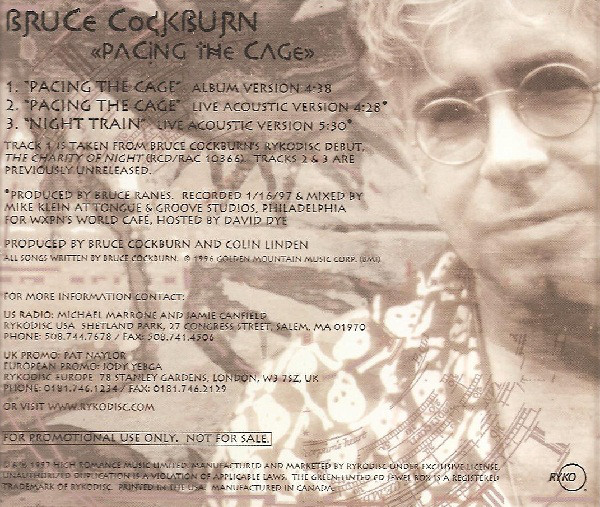 BRUCE COCKBURN
«PACING THE CAGE»
1. "PACING THE CAGE" ALBUM VERSION 4:38
2. "PACING THE CAGE" LIVE ACOUSTIC VERSION 4:28*
3. "NIGHT TRAIN" LIVE ACOUSTIC VERSION 5:30*
TRACK 1 IS TAKEN FROM BRUCE COCKBURN'S RYKODISC DEBUT,
THE CHARITY OF NIGHT (RCD/RAC 10366). TRACKS 2 & 3 ARE
PREVIOUSLY UNRELEASED.
*PRODUCED BY BRUCE RANES. RECORDED 1/16/97 & MIXED BY
MIKE KLEIN AT TONGUE & GROOVE STUDIOS, PHILADELPHIA
FOR WXPN'S WORLD CAFE, HOSTED BY DAVID DYE
PRODUCED BY BRUCE COCKBURN AND COLIN LINDEN
ALL SONGS WRITTEN BY BRUCE COCKBURN. © 1996 GOLDEN MOUNTAIN MUSIC CORP. (BMI)
FOR MORE INFORMATION CONTACT:
US RADIO: MICHAEL MARRONE AND JAMIE CANFIELD
RYKODISC USA SHETLAND PARK, 27 CONGRESS STREET, SALEM, MA 01970
PHONE: 508.744.7678 / FAX: 508.741.4506
UK PROMO: PAT NAYLOR
EUROPEAN PROMO: JODY YEBGA
RYKODISC EUROPE 78 STANLEY GARDENS, LONDON, W3 7SZ, UK
PHONE: 0181.746.1234 / FAX: 0181.746.2129
OR VISIT WWW.RYKODISC.COM
FOR PROMOTIONAL USE ONLY. NOT FOR SALE.
1997 HIGH ROMANCE MUSIC LIMITED. MANUFACTURED AND MARKETED BY RYKODISC UNDER EXCLUSIVE LICENSE.
UNAUTHORIZED DUPLICATION IS A VIOLATION OF APPLICABLE LAWS. THE GREEN-TINTED CD JEWEL BOX IS A REGISTERED
TRADEMARK OF RYKODISC. PRINTED IN THE USA. MANUFACTURED IN CANADA.
RYKO